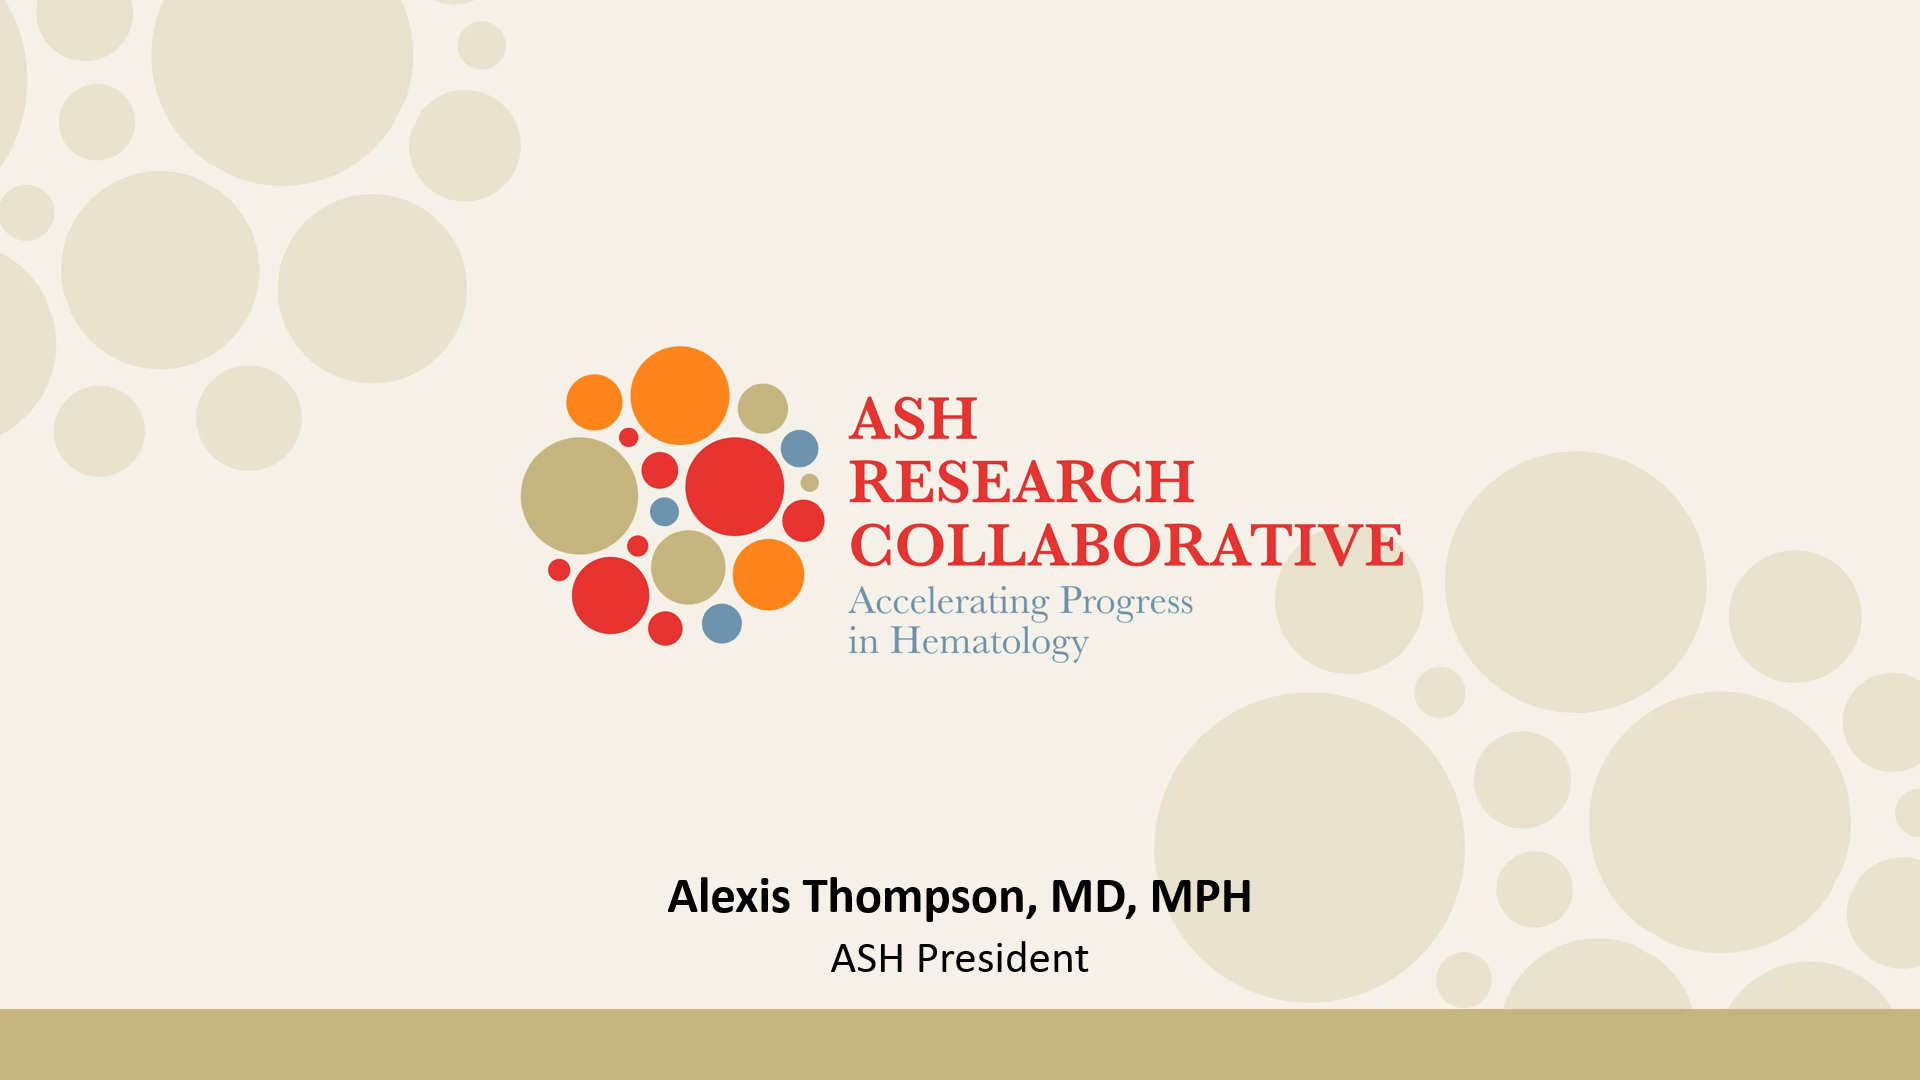 ASH
RESEARCH
COLLABORATIVE
Accelerating Progress
in Hematology
Alexis Thompson, MD, MPH
ASH President